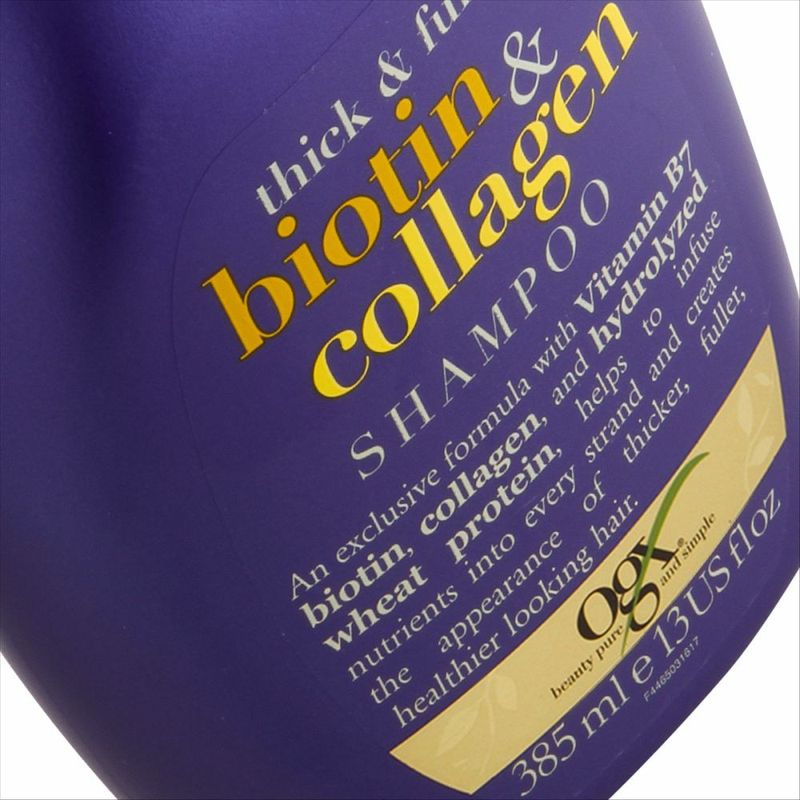 thick & full
biotin &
collagen
SHAMPOO
An exclusive formula with Vitamin B7
biotin, collagen, and hydrolyzed
wheat protein, helps to infuse
nutrients into every strand and creates
the appearance of thicker, fuller,
healthier looking hair.
ogx®
beauty pure and simple
385 ml e 13 US fl oz
F4465031617